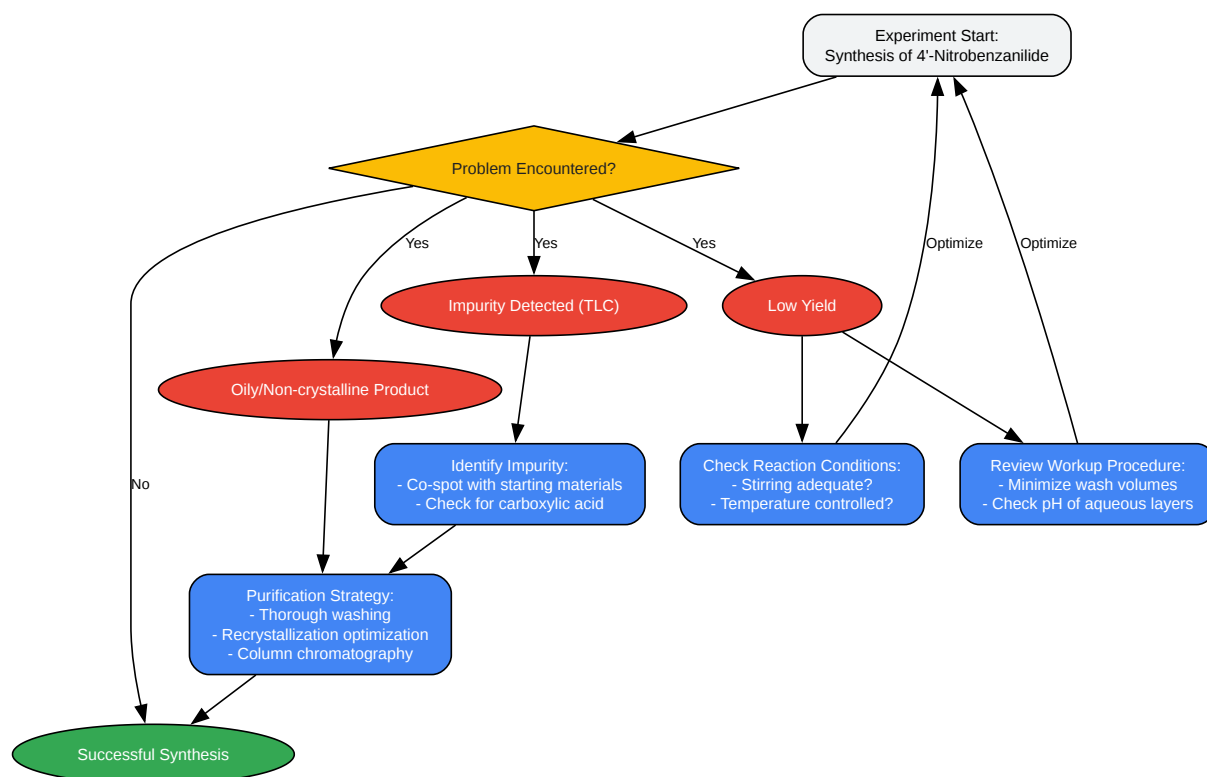 Experiment Start:
Synthesis of 4'-Nitrobenzanilide
Problem Encountered?
Yes
Yes
Yes
Optimize
Optimize
Impurity Detected (TLC)
Low Yield
Oily/Non-crystalline Product
Identify Impurity:
- Co-spot with starting materials
- Check for carboxylic acid
Check Reaction Conditions:
- Stirring adequate?
- Temperature controlled?
Review Workup Procedure:
- Minimize wash volumes
- Check pH of aqueous layers
No
Purification Strategy:
- Thorough washing
- Recrystallization optimization
- Column chromatography
Successful Synthesis